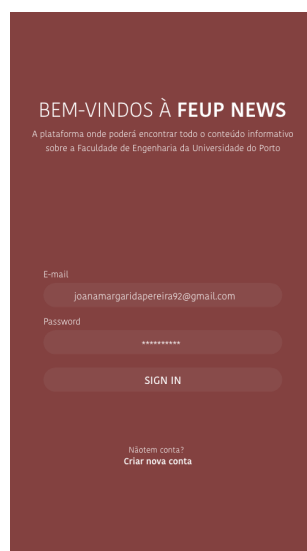 BEM-VINDOS À FEUP NEWS
A plataforma onde poderá encontrar todo o conteúdo informativo
sobre a Faculdade de Engenharia da Universidade do Porto
E-mail
joanamargaridapereira92@gmail.com
Password
**********
SIGN IN
Nãotem conta?
Criar nova conta